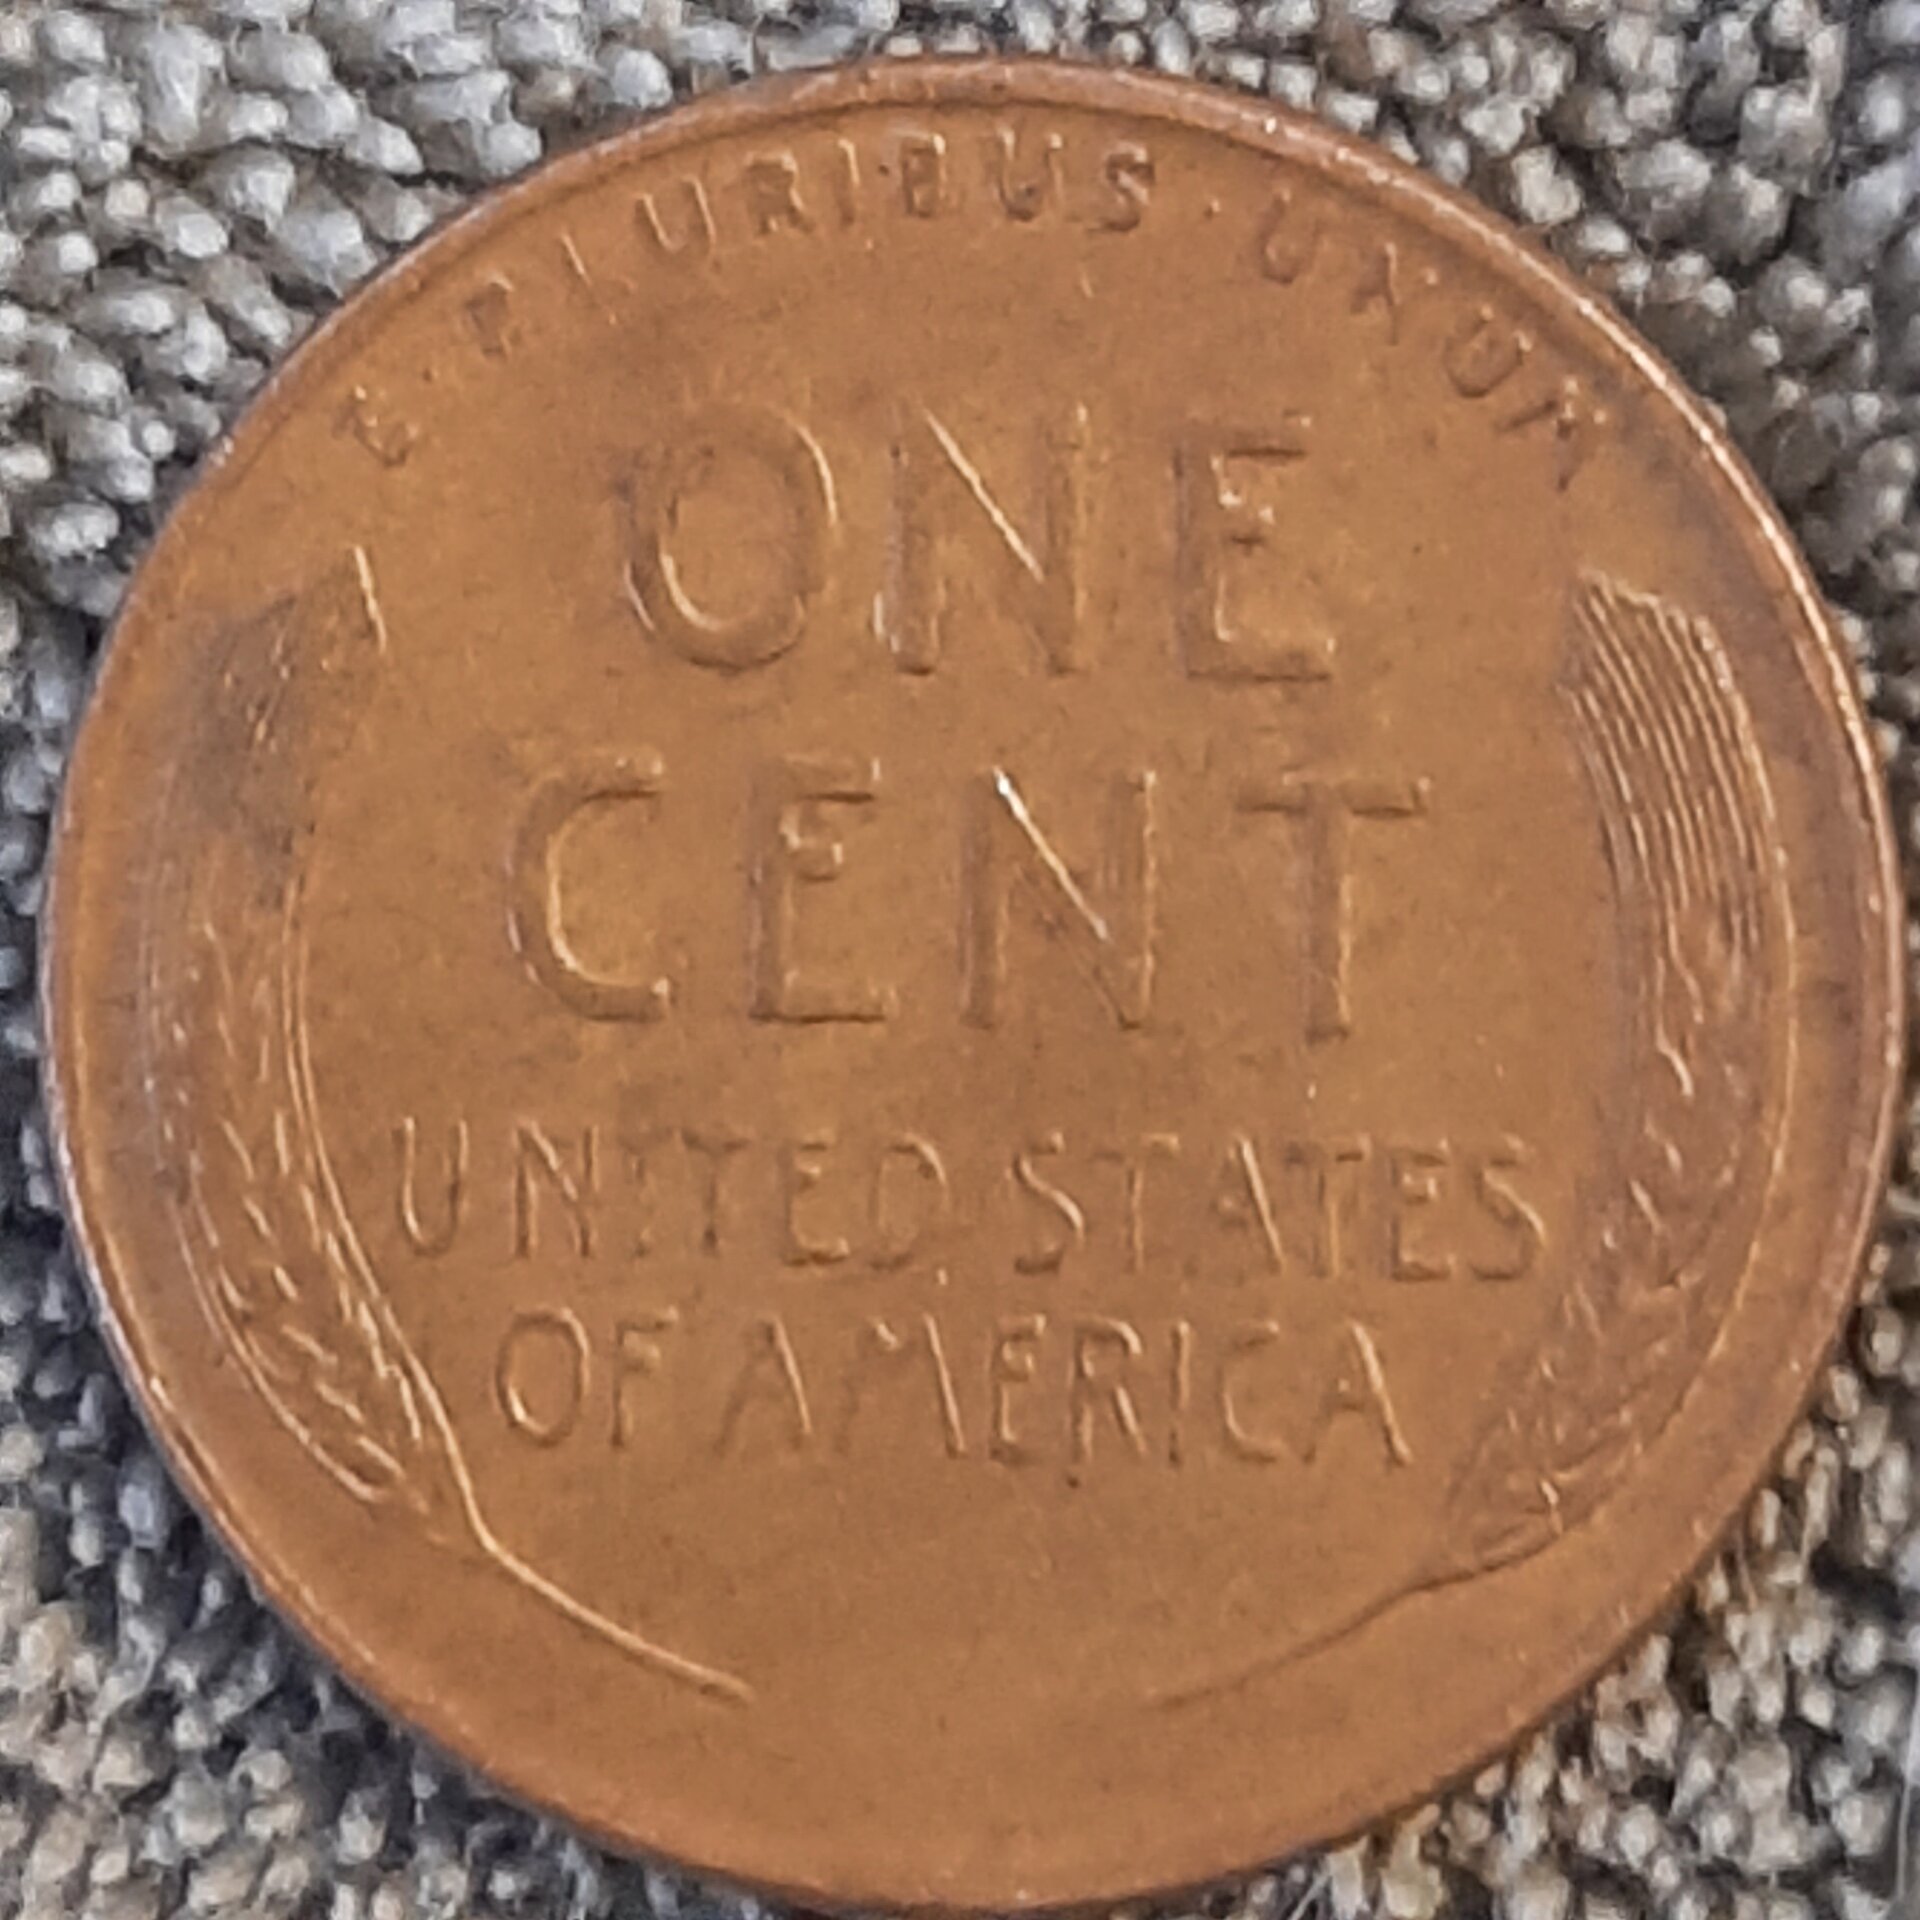 E·PLURIBUS·UNUM
ONE
CENT
UNITED STATES
OF AMERICA